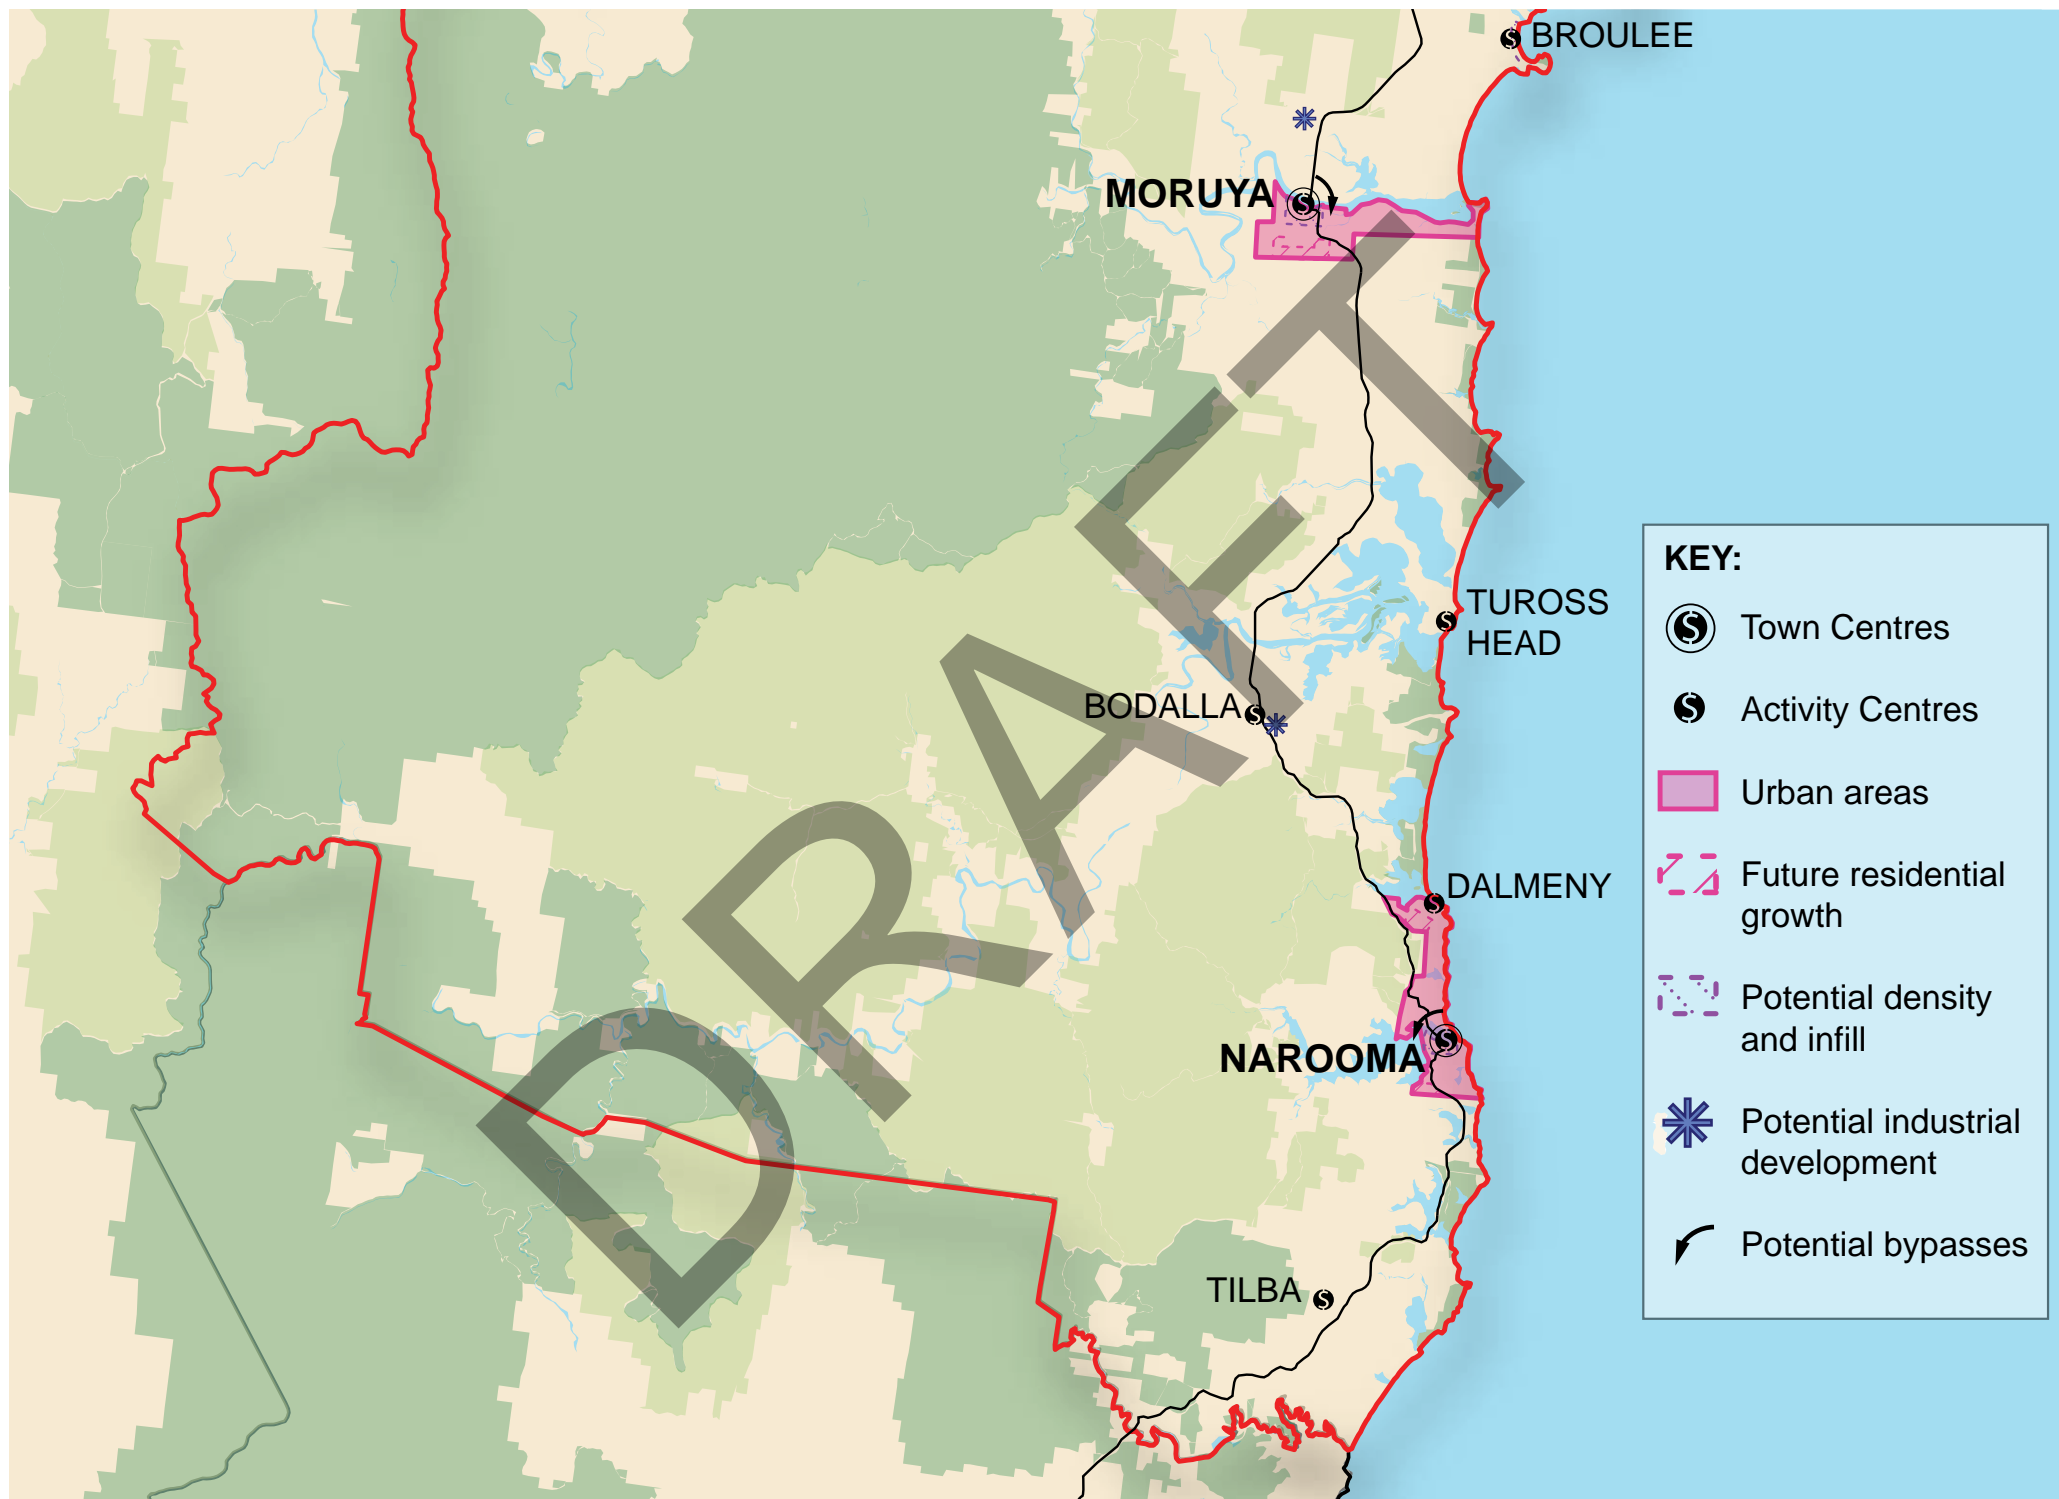 BROULEE
MORUYA
TUROSS
HEAD
BODALLA
DALMENY
NAROOMA
TILBA
DRAFT
KEY:
Town Centres
Activity Centres
Urban areas
Future residential
growth
Potential density
and infill
Potential industrial
development
Potential bypasses